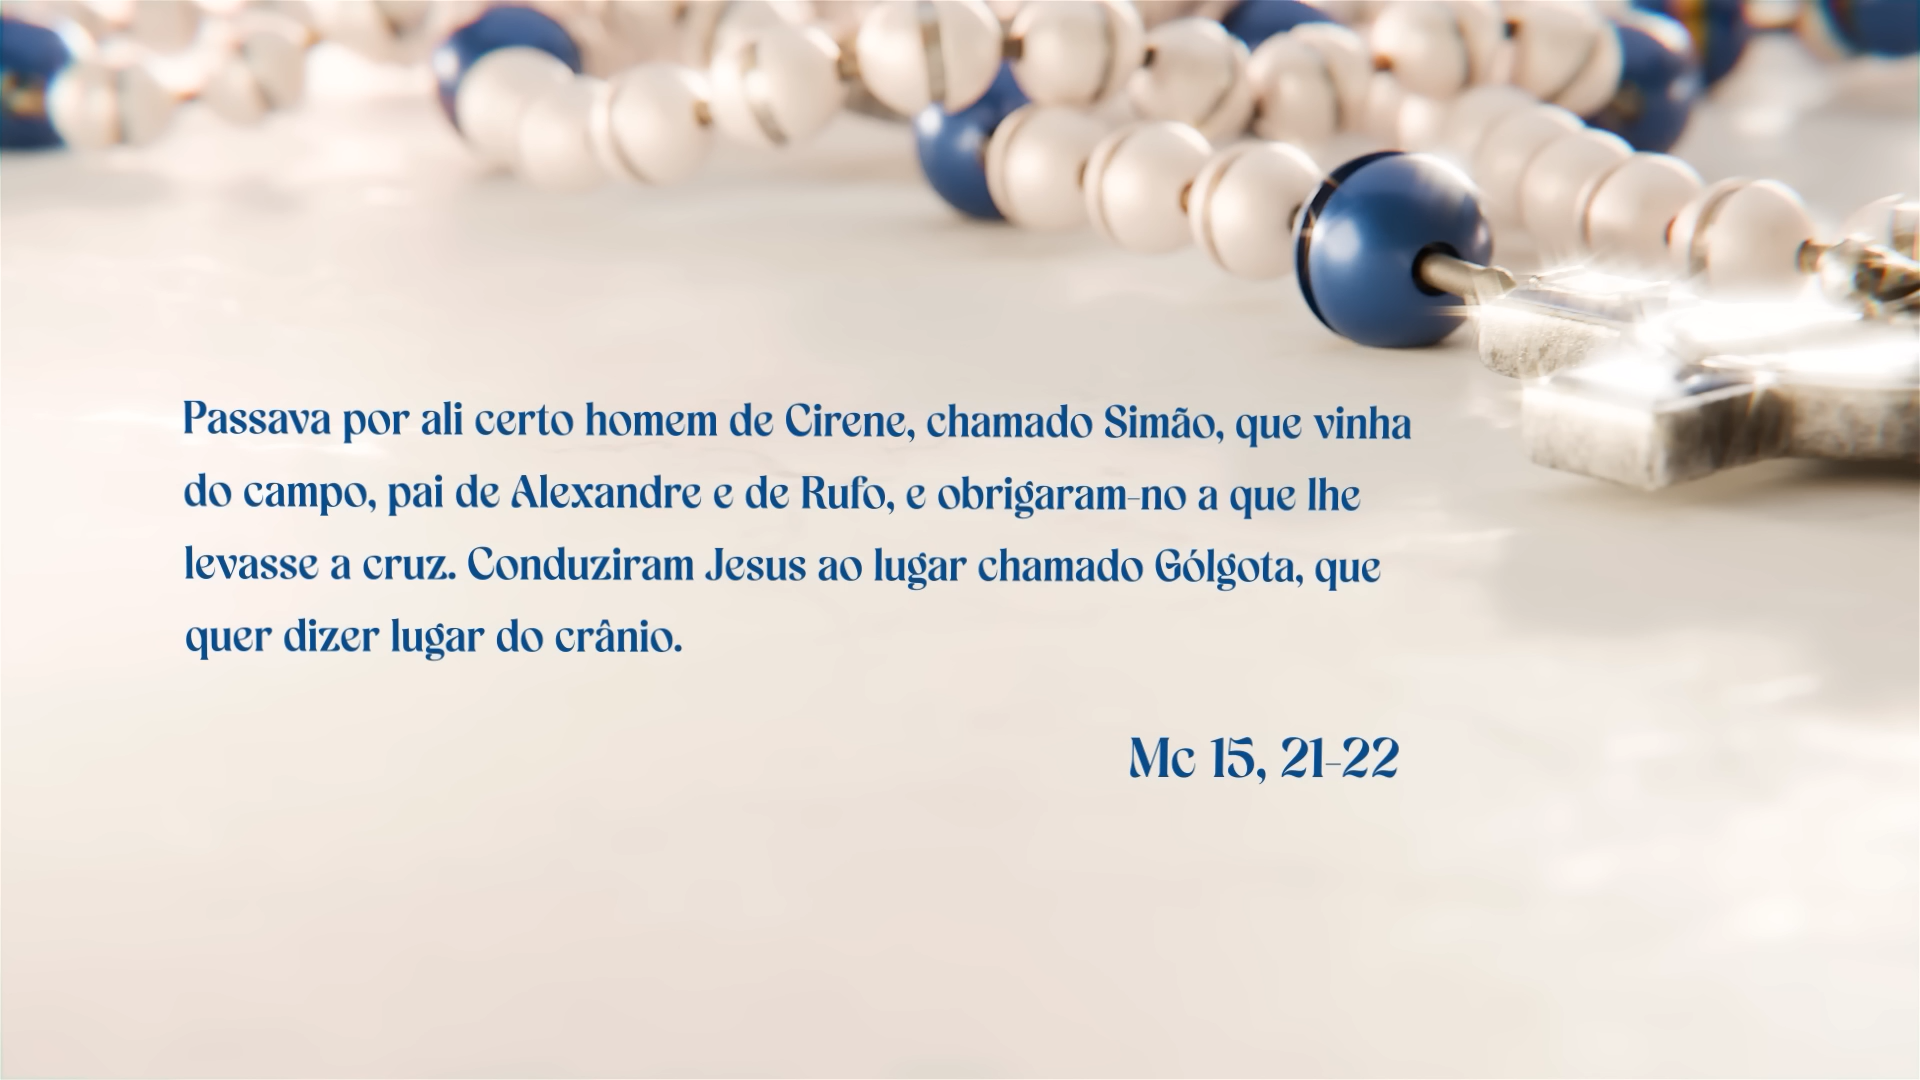 Passava por ali certo homem de Cirene, chamado Simão, que vinha
do campo, pai de Alexandre e de Rufo, e obrigaram-no a que lhe
levasse a cruz. Conduziram Jesus ao lugar chamado Gólgota, que
quer dizer lugar do crânio.
Mc 15, 21-22